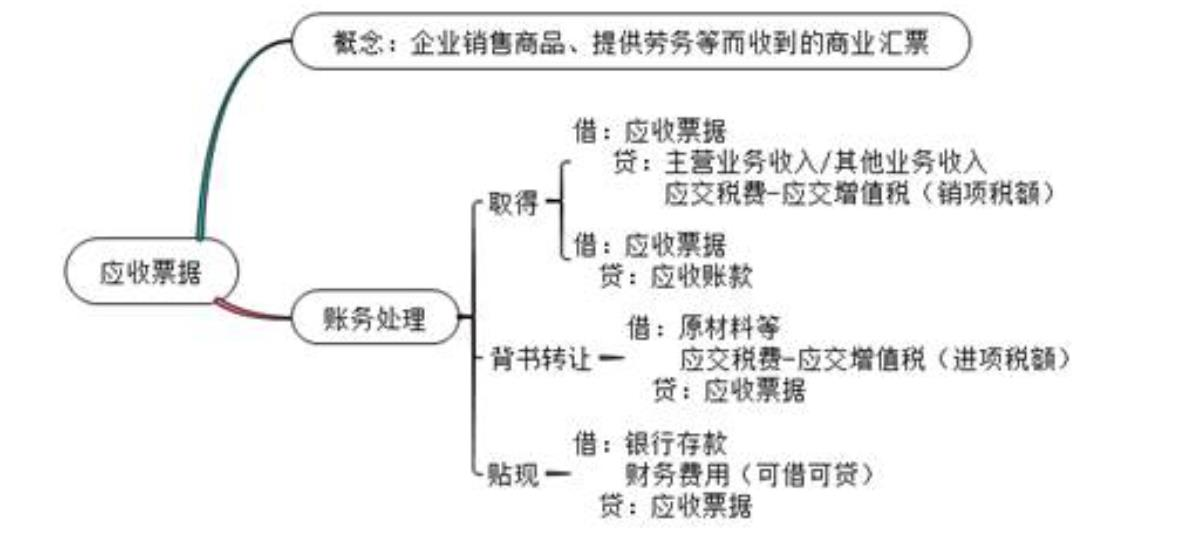 概念：企业销售商品、提供劳务等而收到的商业汇票
应收票据
账务处理
取得
借：应收票据
贷：主营业务收入/其他业务收入
应交税费-应交增值税（销项税额）
借：应收票据
贷：应收账款
背书转让
借：原材料等
应交税费-应交增值税（进项税额）
贷：应收票据
贴现
借：银行存款
财务费用（可借可贷）
贷：应收票据